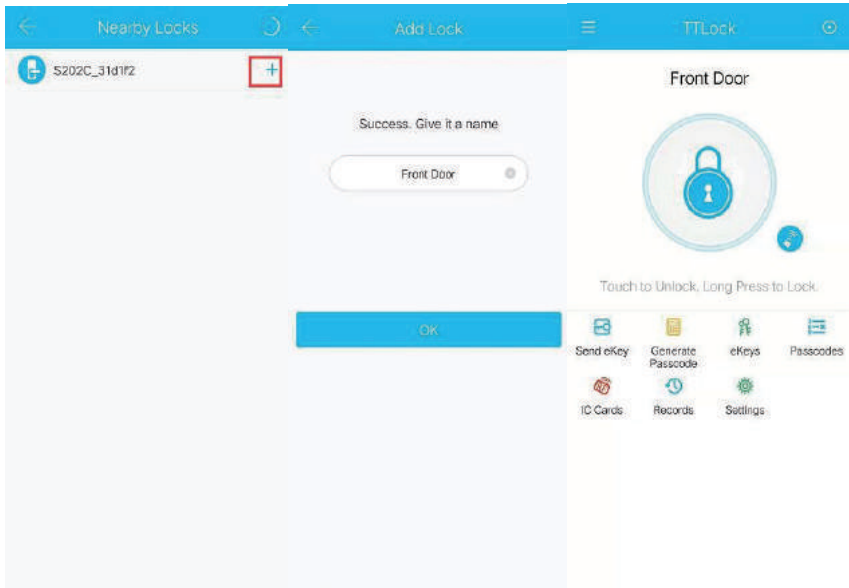 Nearby Locks
S202C_31d1f2
Add Lock
Success. Give it a name
Front Door
OK
TTLock
Front Door
Touch to Unlock, Long Press to Lock.
Send eKey
Generate
Passcode
eKeys
Passcodes
IC Cards
Records
Settings